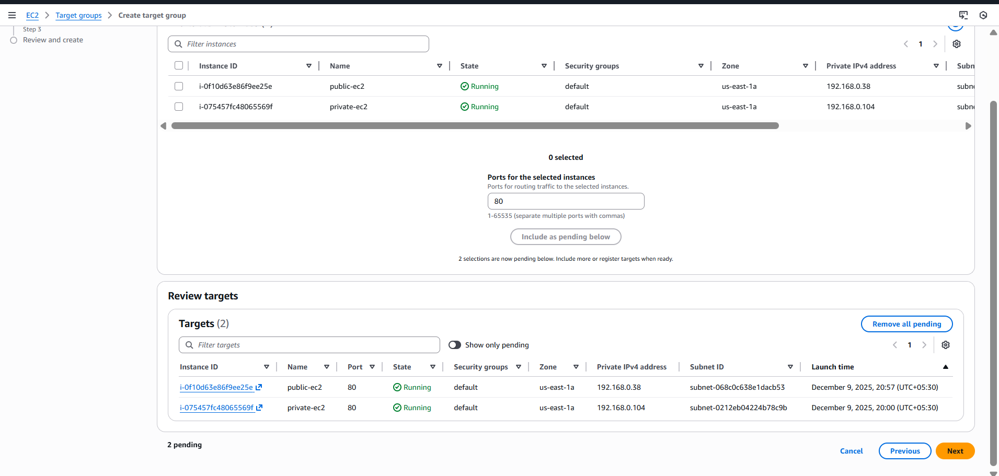 EC2 > Target groups > Create target group
Step 3
Review and create
Filter instances
1
Instance ID Name State Security groups Zone Private IPv4 address Subn
i-0f10d63e86f9ee25e public-ec2 Running default us-east-1a 192.168.0.38 subne
i-075457fc48065569f private-ec2 Running default us-east-1a 192.168.0.104 subne
0 selected
Ports for the selected instances
Ports for routing traffic to the selected instances.
80
1-65535 (separate multiple ports with commas)
Include as pending below
2 selections are now pending below. Include more or register targets when ready.
Review targets
Targets (2)
Remove all pending
Filter targets
Show only pending
1
Instance ID Name Port State Security groups Zone Private IPv4 address Subnet ID Launch time
i-0f10d63e86f9ee25e public-ec2 80 Running default us-east-1a 192.168.0.38 subnet-068c0c638e1dacb53 December 9, 2025, 20:57 (UTC+05:30)
i-075457fc48065569f private-ec2 80 Running default us-east-1a 192.168.0.104 subnet-0212eb04224b78c9b December 9, 2025, 20:00 (UTC+05:30)
2 pending
Cancel
Previous
Next